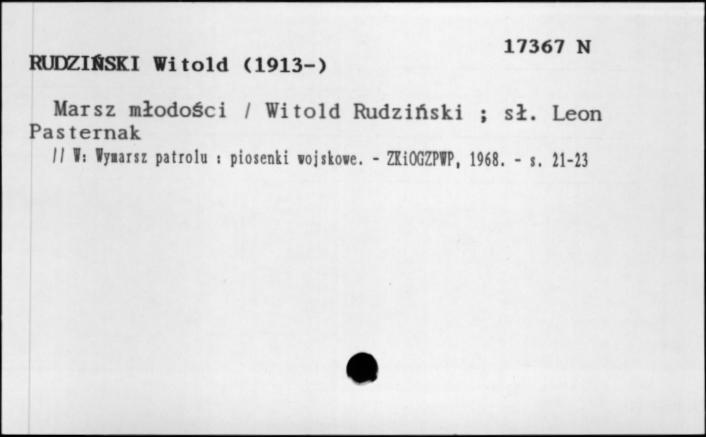 17367 N
RUDZIŃSKI Witold (1913-)
Marsz młodości / Witold Rudziński ; sł. Leon
Pasternak
// W: Wymarsz patrolu : piosenki wojskowe. - ZKiOGZPWP, 1968. - s. 21-23